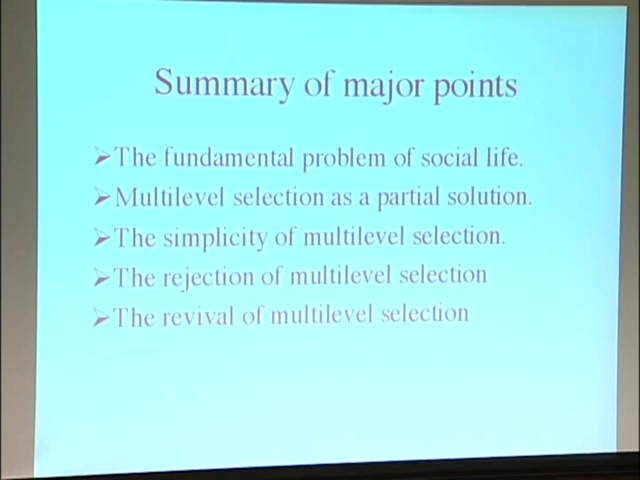 Summary of major points
➢The fundamental problem of social life.
➢Multilevel selection as a partial solution.
➢The simplicity of multilevel selection.
➢The rejection of multilevel selection
➢The revival of multilevel selection